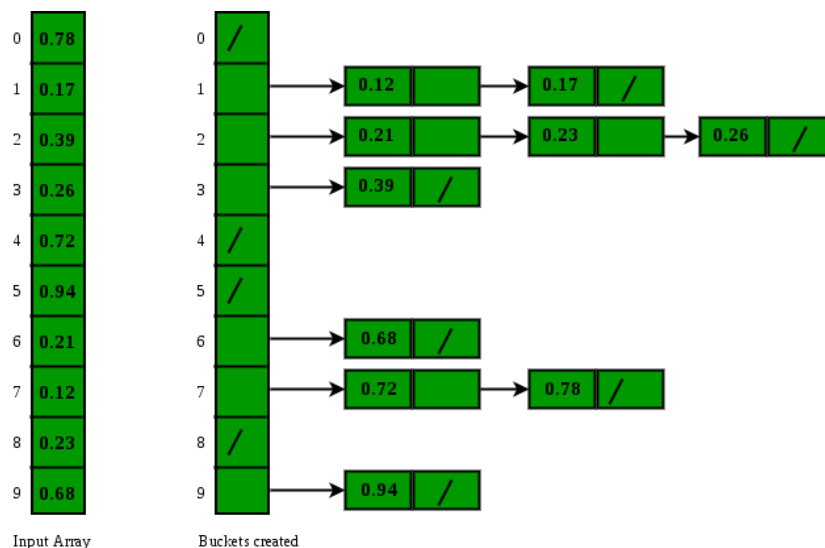 0 0.78 0 /
1 0.17 1 0.12 0.17 /
2 0.39 2 0.21 0.23 0.26 /
3 0.26 3 0.39 /
4 0.72 4 /
5 0.94 5 /
6 0.21 6 0.68 /
7 0.12 7 0.72 0.78 /
8 0.23 8 /
9 0.68 9 0.94 /
Input Array Buckets created